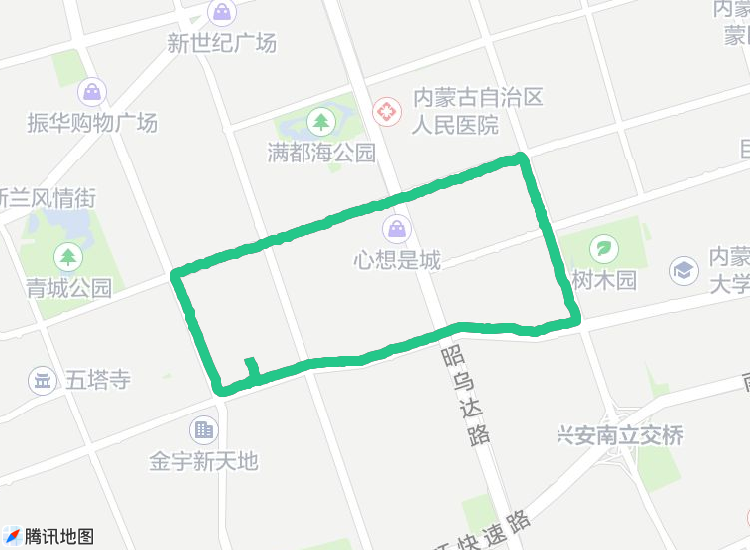 内蒙
蒙
新世纪广场
振华购物广场
内蒙古自治区
人民医院
满都海公园
新兰风情街
心想是城
青城公园
树木园
内蒙
大学
昭乌达路
五塔寺
兴安南立交桥
金宇新天地
快速路
腾讯地图